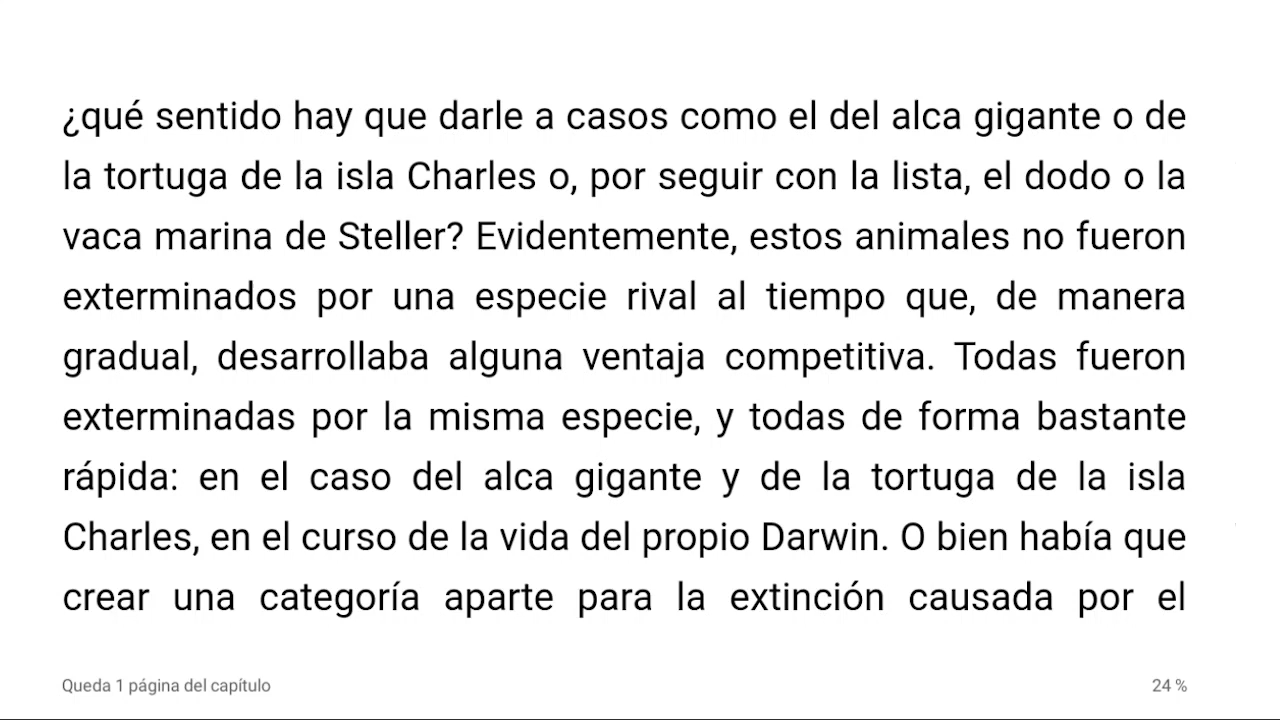 ¿qué sentido hay que darle a casos como el del alca gigante o de
la tortuga de la isla Charles o, por seguir con la lista, el dodo o la
vaca marina de Steller? Evidentemente, estos animales no fueron
exterminados por una especie rival al tiempo que, de manera
gradual, desarrollaba alguna ventaja competitiva. Todas fueron
exterminadas por la misma especie, y todas de forma bastante
rápida: en el caso del alca gigante y de la tortuga de la isla
Charles, en el curso de la vida del propio Darwin. O bien había que
crear una categoría aparte para la extinción causada por el
Queda 1 página del capítulo
24 %